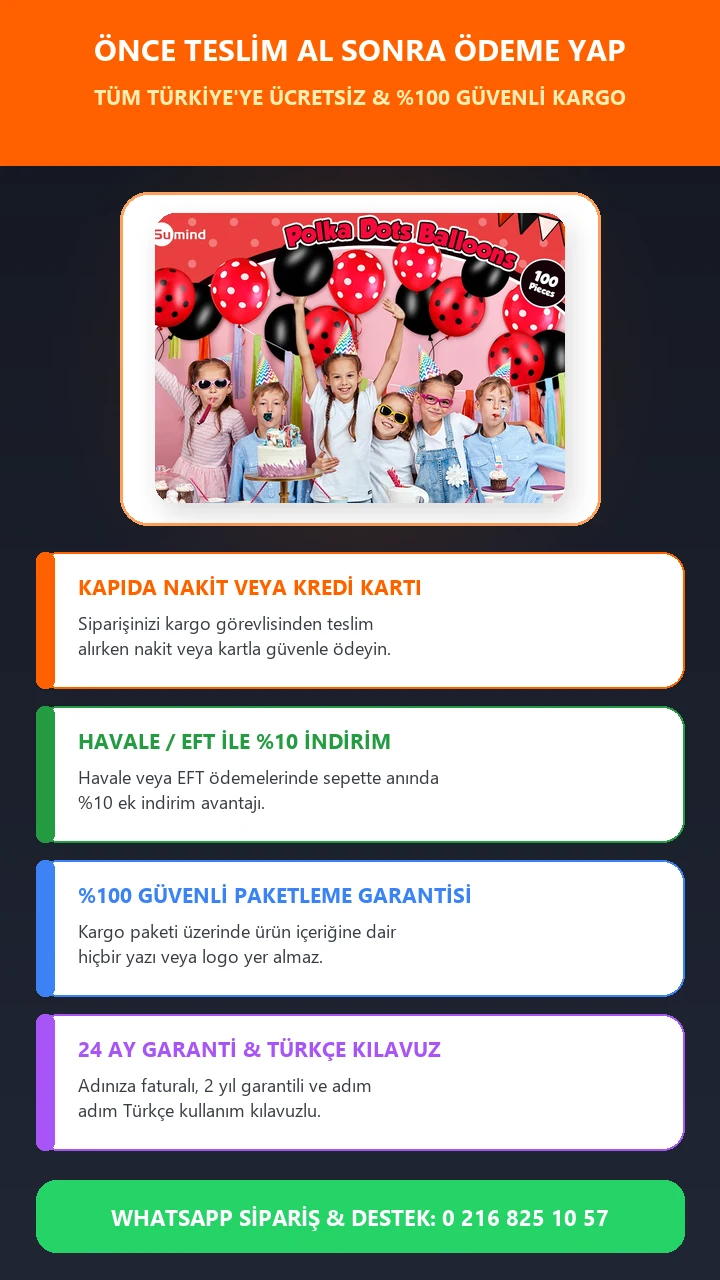 ÖNCE TESLİM AL SONRA ÖDEME YAP
TÜM TÜRKİYE'YE ÜCRETSİZ & %100 GÜVENLİ KARGO
Sumind
Polka Dots Balloons
100
Pieces
KAPIDA NAKİT VEYA KREDİ KARTI
Siparişinizi kargo görevlisinden teslim
alırken nakit veya kartla güvenle ödeyin.
HAVALE / EFT İLE %10 İNDİRİM
Havale veya EFT ödemelerinde sepette anında
%10 ek indirim avantajı.
%100 GÜVENLİ PAKETLEME GARANTİSİ
Kargo paketi üzerinde ürün içeriğine dair
hiçbir yazı veya logo yer almaz.
24 AY GARANTİ & TÜRKÇE KILAVUZ
Adınıza faturalı, 2 yıl garantili ve adım
adım Türkçe kullanım kılavuzlu.
WHATSAPP SİPARİŞ & DESTEK: 0 216 825 10 57